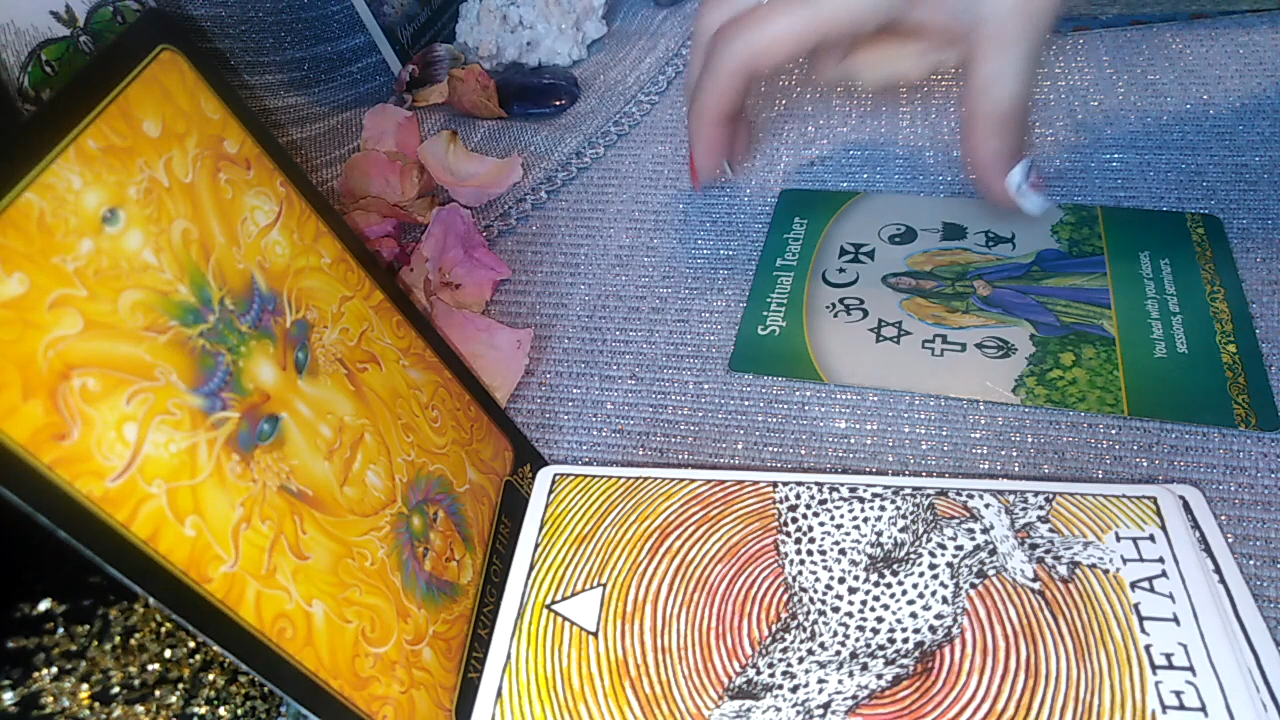 Spiritual Teacher
You heal with your classes,
sessions, and seminars.
XIV KING OF FIRE
EETAH